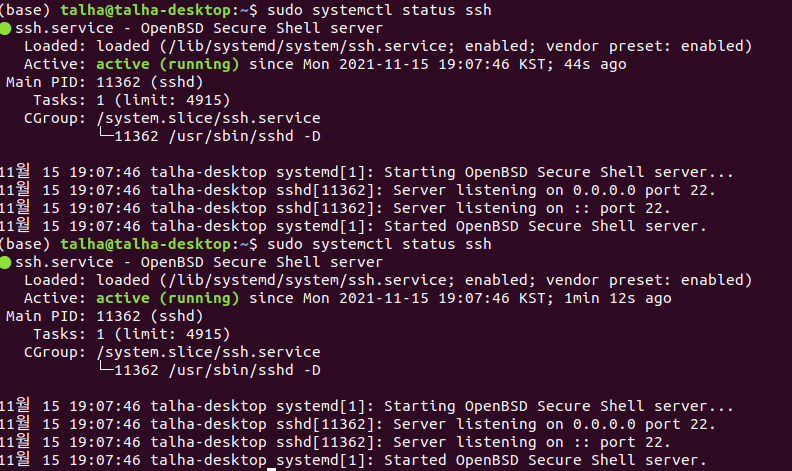 (base) talha@talha-desktop:~$ sudo systemctl status ssh
● ssh.service - OpenBSD Secure Shell server
   Loaded: loaded (/lib/systemd/system/ssh.service; enabled; vendor preset: enabled)
   Active: active (running) since Mon 2021-11-15 19:07:46 KST; 44s ago
 Main PID: 11362 (sshd)
    Tasks: 1 (limit: 4915)
   CGroup: /system.slice/ssh.service
           └─11362 /usr/sbin/sshd -D

11월 15 19:07:46 talha-desktop systemd[1]: Starting OpenBSD Secure Shell server...
11월 15 19:07:46 talha-desktop sshd[11362]: Server listening on 0.0.0.0 port 22.
11월 15 19:07:46 talha-desktop sshd[11362]: Server listening on :: port 22.
11월 15 19:07:46 talha-desktop systemd[1]: Started OpenBSD Secure Shell server.
(base) talha@talha-desktop:~$ sudo systemctl status ssh
● ssh.service - OpenBSD Secure Shell server
   Loaded: loaded (/lib/systemd/system/ssh.service; enabled; vendor preset: enabled)
   Active: active (running) since Mon 2021-11-15 19:07:46 KST; 1min 12s ago
 Main PID: 11362 (sshd)
    Tasks: 1 (limit: 4915)
   CGroup: /system.slice/ssh.service
           └─11362 /usr/sbin/sshd -D

11월 15 19:07:46 talha-desktop systemd[1]: Starting OpenBSD Secure Shell server...
11월 15 19:07:46 talha-desktop sshd[11362]: Server listening on 0.0.0.0 port 22.
11월 15 19:07:46 talha-desktop sshd[11362]: Server listening on :: port 22.
11월 15 19:07:46 talha-desktop systemd[1]: Started OpenBSD Secure Shell server.